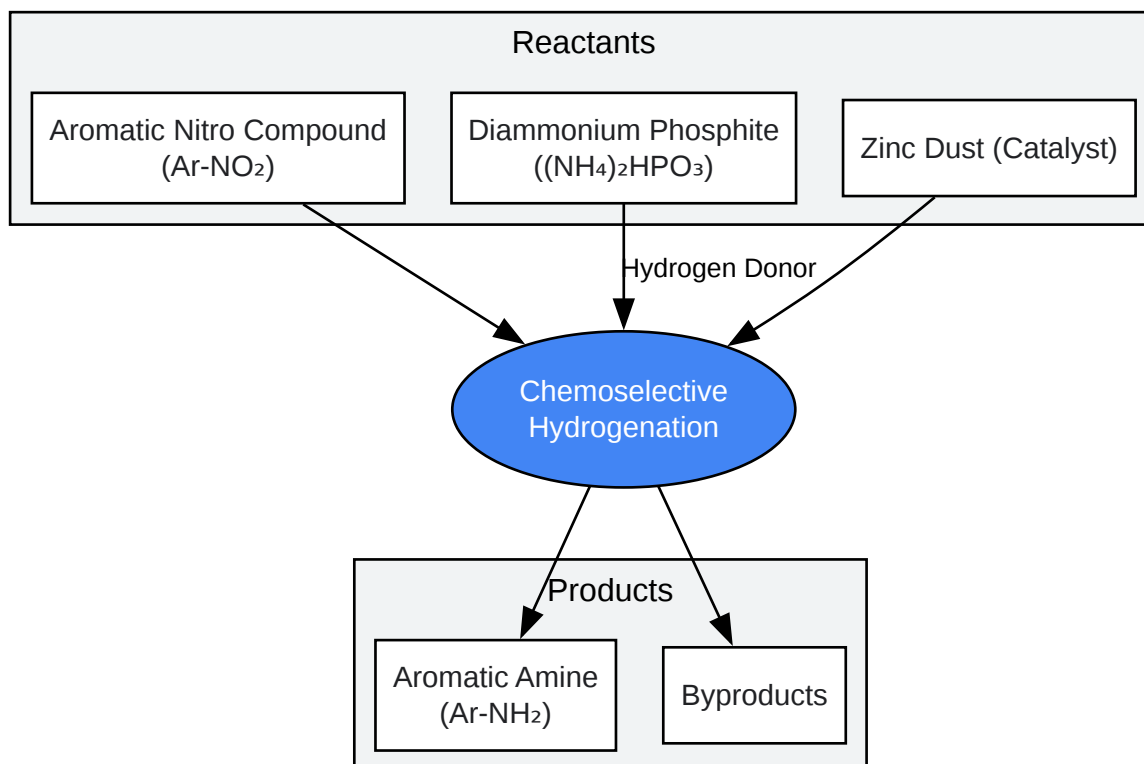 Reactants
Aromatic Nitro Compound
(Ar-NO₂)
Diammonium Phosphite
((NH₄)₂HPO₃)
Zinc Dust (Catalyst)
Hydrogen Donor
Chemoselective
Hydrogenation
Products
Aromatic Amine
(Ar-NH₂)
Byproducts